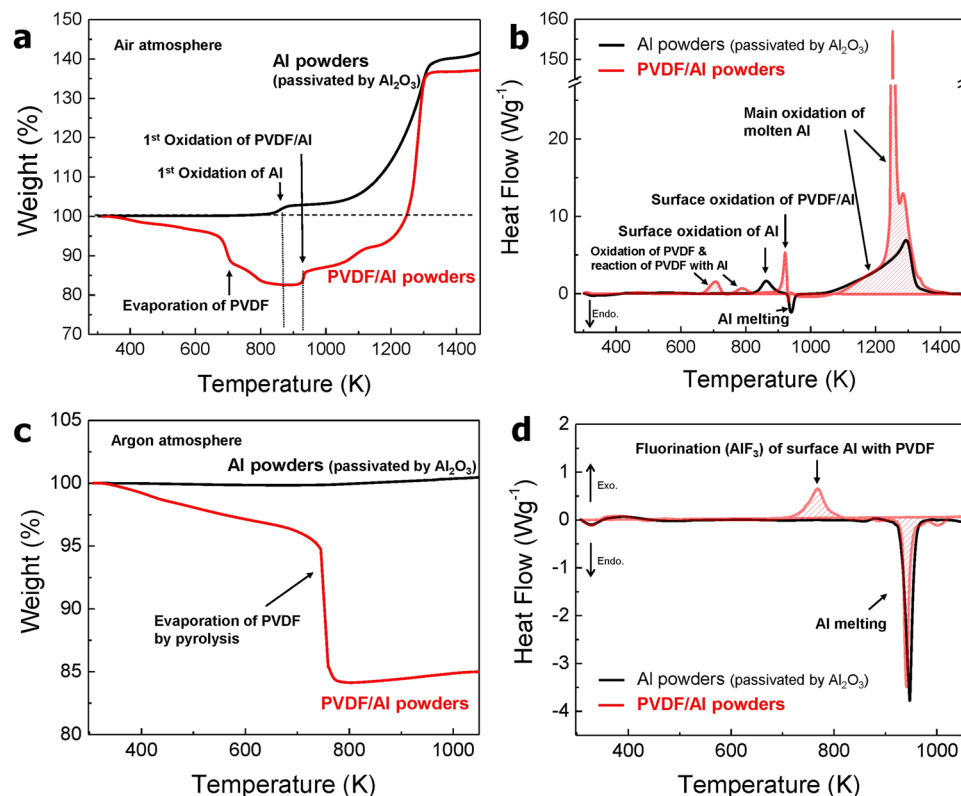 a
Air atmosphere
Al powders
(passivated by Al₂O₃)
1ˢᵗ Oxidation of PVDF/Al
1ˢᵗ Oxidation of Al
Evaporation of PVDF
PVDF/Al powders
Weight (%)
150
140
130
120
110
100
90
80
70
400 600 800 1000 1200 1400
Temperature (K)
b
Al powders (passivated by Al₂O₃)
PVDF/Al powders
Main oxidation of
molten Al
Surface oxidation of PVDF/Al
Surface oxidation of Al
Oxidation of PVDF &
reaction of PVDF with Al
Al melting
Endo.
Heat Flow (Wg⁻¹)
160
150
20
10
0
400 600 800 1000 1200 1400
Temperature (K)
c
Argon atmosphere
Al powders (passivated by Al₂O₃)
Evaporation of PVDF
by pyrolysis
PVDF/Al powders
Weight (%)
105
100
95
90
85
80
400 600 800 1000
Temperature (K)
d
Fluorination (AlF₃) of surface Al with PVDF
Exo.
Endo.
Al melting
Al powders (passivated by Al₂O₃)
PVDF/Al powders
Heat Flow (Wg⁻¹)
2
1
0
-1
-2
-3
-4
400 600 800 1000
Temperature (K)